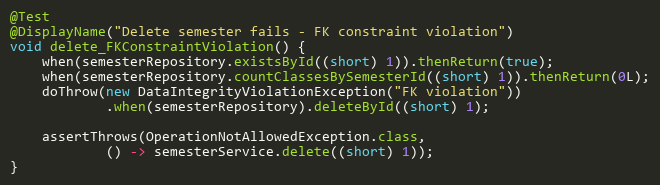 @Test
@DisplayName("Delete semester fails - FK constraint violation")
void delete_FKConstraintViolation() {
    when(semesterRepository.existsById((short) 1)).thenReturn(true);
    when(semesterRepository.countClassesBySemesterId((short) 1)).thenReturn(0L);
    doThrow(new DataIntegrityViolationException("FK violation"))
            .when(semesterRepository).deleteById((short) 1);

    assertThrows(OperationNotAllowedException.class,
            () -> semesterService.delete((short) 1));
}